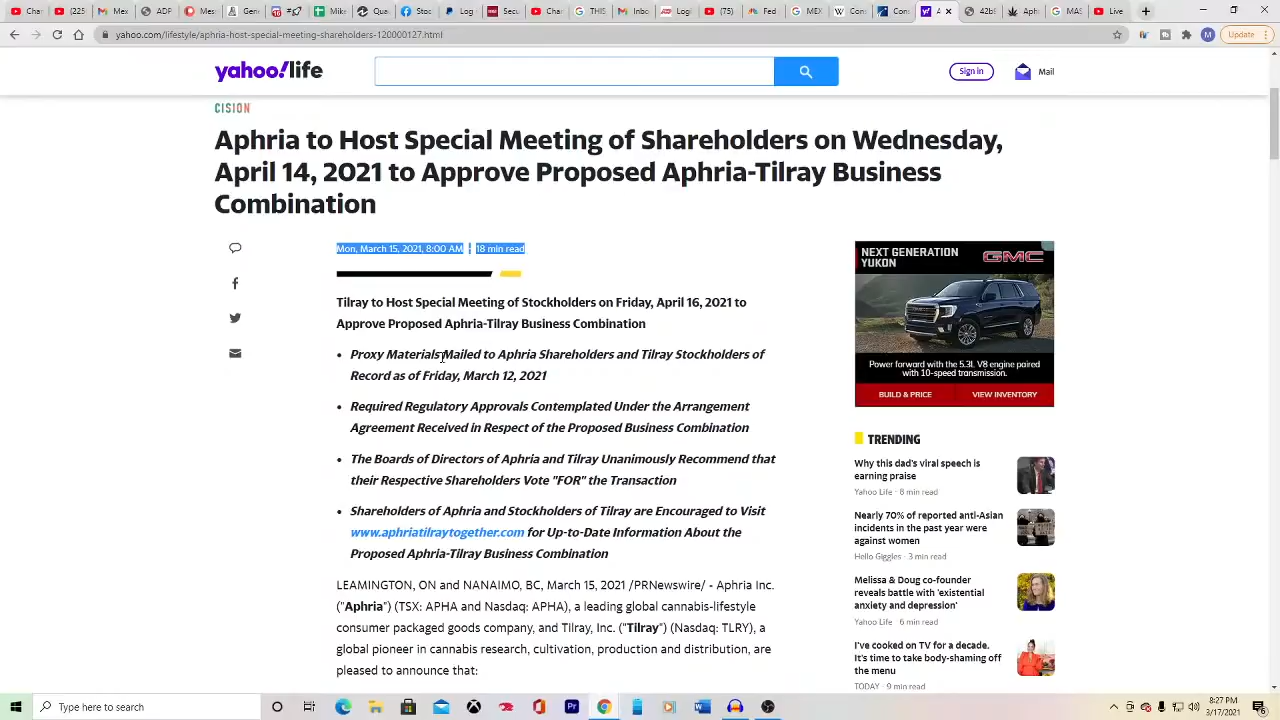 yahoo.com/lifestyle/aphria-host-special-meeting-shareholders-120000127.html
Update
yahoo!life
Sign in
Mail
CISION
Aphria to Host Special Meeting of Shareholders on Wednesday,
April 14, 2021 to Approve Proposed Aphria-Tilray Business
Combination
Mon, March 15, 2021, 8:00 AM · 18 min read
Tilray to Host Special Meeting of Stockholders on Friday, April 16, 2021 to
Approve Proposed Aphria-Tilray Business Combination
• Proxy Materials Mailed to Aphria Shareholders and Tilray Stockholders of
Record as of Friday, March 12, 2021
• Required Regulatory Approvals Contemplated Under the Arrangement
Agreement Received in Respect of the Proposed Business Combination
• The Boards of Directors of Aphria and Tilray Unanimously Recommend that
their Respective Shareholders Vote "FOR" the Transaction
• Shareholders of Aphria and Stockholders of Tilray are Encouraged to Visit
www.aphriatilraytogether.com for Up-to-Date Information About the
Proposed Aphria-Tilray Business Combination
LEAMINGTON, ON and NANAIMO, BC, March 15, 2021 /PRNewswire/ - Aphria Inc.
("Aphria") (TSX: APHA and Nasdaq: APHA), a leading global cannabis-lifestyle
consumer packaged goods company, and Tilray, Inc. ("Tilray") (Nasdaq: TLRY), a
global pioneer in cannabis research, cultivation, production and distribution, are
pleased to announce that:
NEXT GENERATION
YUKON
GMC
Power forward with the 5.3L V8 engine paired
with 10-speed transmission.
BUILD & PRICE
VIEW INVENTORY
TRENDING
Why this dad's viral speech is
earning praise
Yahoo Life · 8 min read
Nearly 70% of reported anti-Asian
incidents in the past year were
against women
Hello Giggles · 3 min read
Melissa & Doug co-founder
reveals battle with 'existential
anxiety and depression'
Yahoo Life · 6 min read
I've cooked on TV for a decade.
It's time to take body-shaming off
the menu
TODAY · 9 min read
Type here to search
8:27 PM
3/17/2021